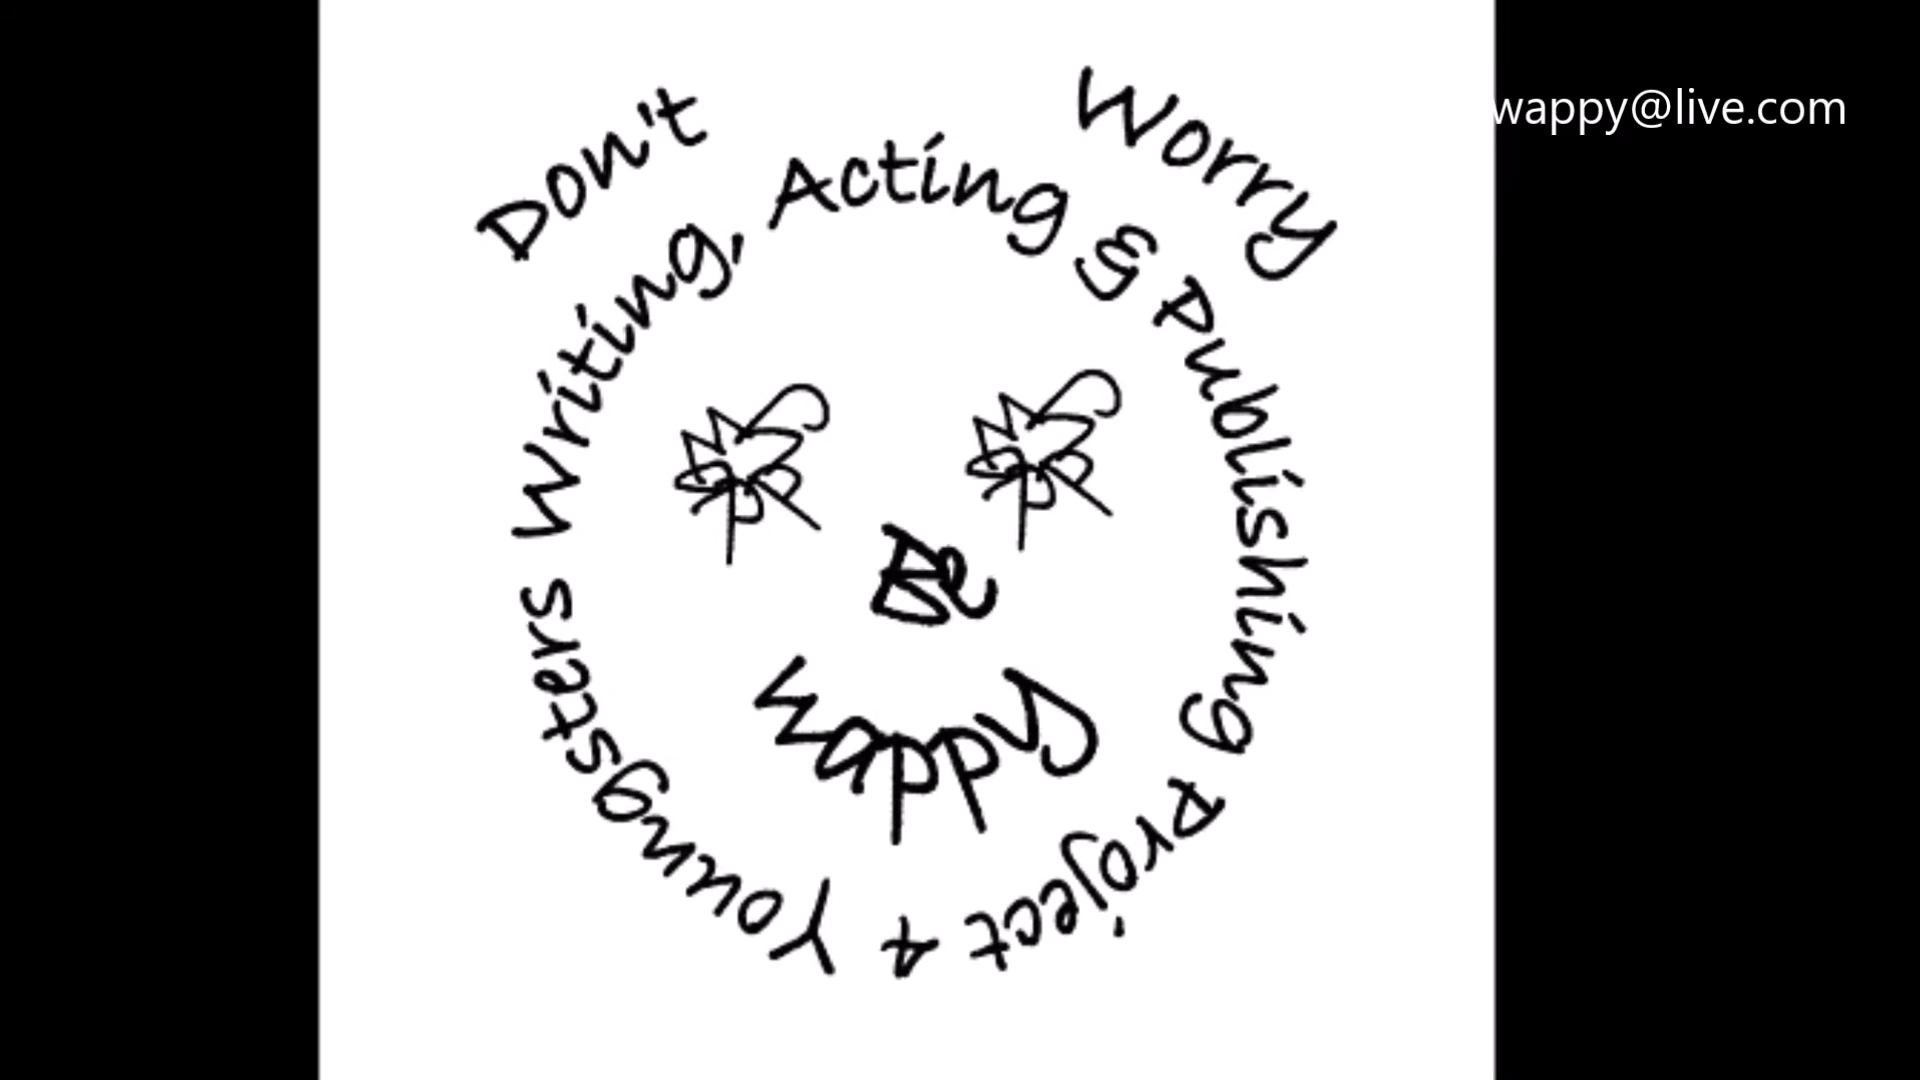 Don't Worry
Writing, Acting & Publishing Project 4 Youngsters
Be
wappy
wappy@live.com